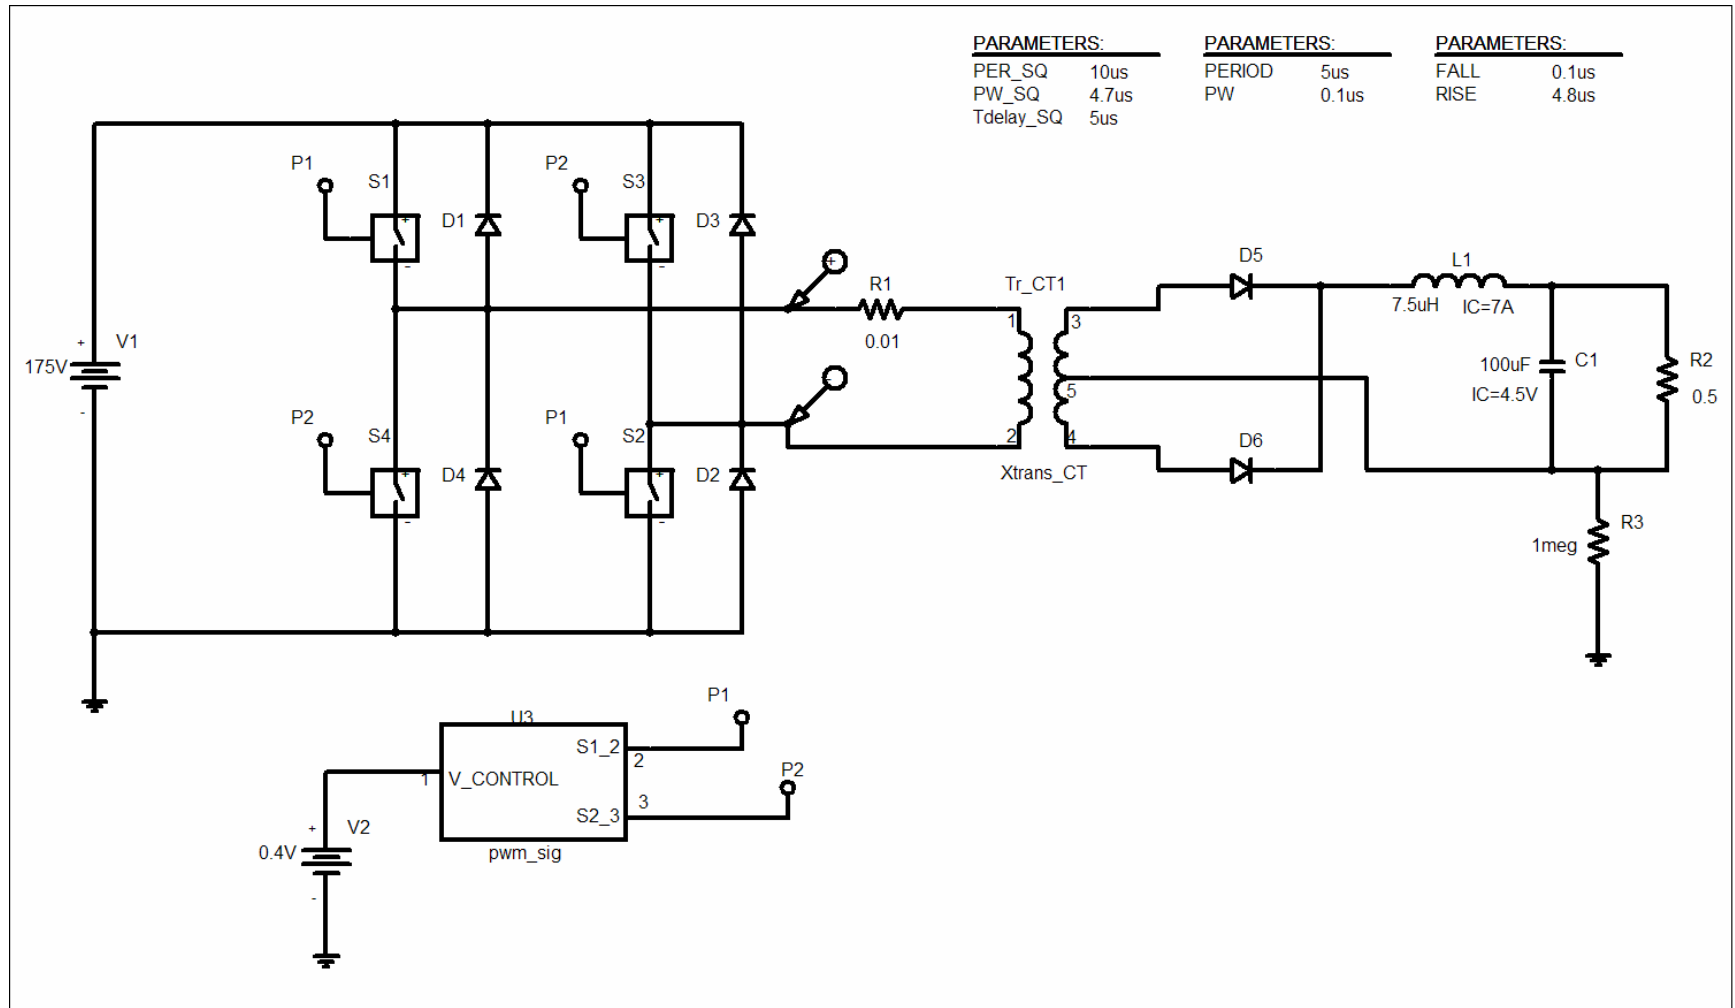 PARAMETERS: PARAMETERS: PARAMETERS:
PER_SQ 10us PERIOD 5us FALL 0.1us
PW_SQ 4.7us PW 0.1us RISE 4.8us
Tdelay_SQ 5us
P1 S1 P2 S3
+ +
D1 D3
- -
+
D5 L1
R1 Tr_CT1
7.5uH IC=7A
1 3
0.01
+ V1
175V
-
100uF C1 R2
IC=4.5V 0.5
5
-
P2 S4 P1 S2
2 4 D6
+ +
D4 D2 Xtrans_CT
- -
R3
1meg
P1
U3
S1_2
2
P2
1 V_CONTROL
3
S2_3
+ V2
0.4V pwm_sig
-